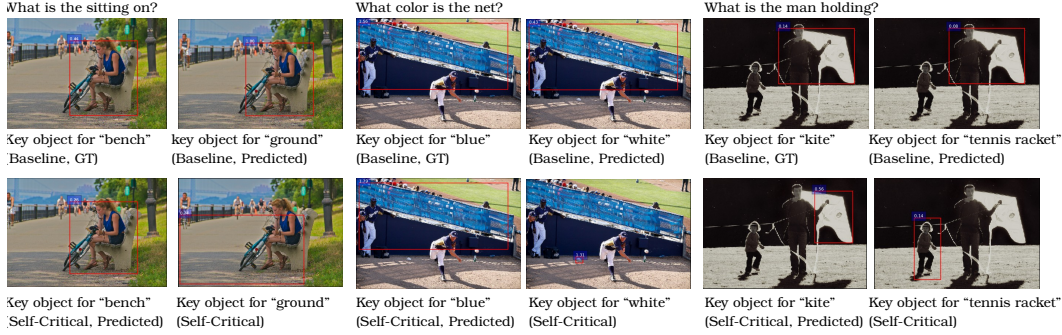 What is the sitting on?
What color is the net?
What is the man holding?
Key object for “bench”
(Baseline, GT)
key object for “ground”
(Baseline, Predicted)
Key object for “blue”
(Baseline, GT)
Key object for “white”
(Baseline, Predicted)
Key object for “kite”
(Baseline, GT)
Key object for “tennis racket”
(Baseline, Predicted)
Key object for “bench”
(Self-Critical, Predicted)
Key object for “ground”
(Self-Critical)
Key object for “blue”
(Self-Critical, Predicted)
Key object for “white”
(Self-Critical)
Key object for “kite”
(Self-Critical, Predicted)
Key object for “tennis racket”
(Self-Critical)